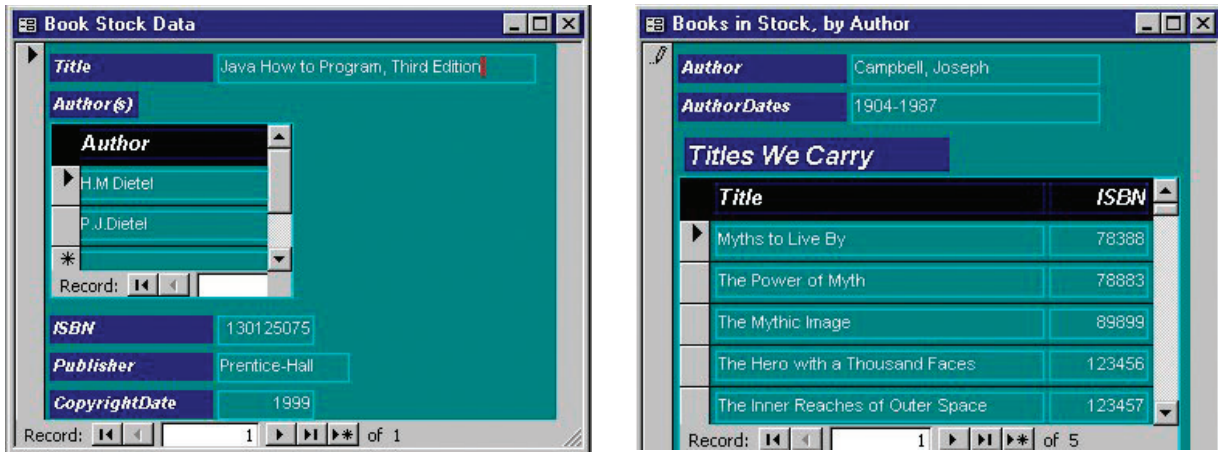 Book Stock Data
Title Java How to Program, Third Edition
Author(s)
Author
H.M Dietel
P.J.Dietel
Record:
ISBN 130125075
Publisher Prentice-Hall
CopyrightDate 1999
Record: 1 of 1
Books in Stock, by Author
Author Campbell, Joseph
AuthorDates 1904-1987
Titles We Carry
Title ISBN
Myths to Live By 78388
The Power of Myth 78883
The Mythic Image 89899
The Hero with a Thousand Faces 123456
The Inner Reaches of Outer Space 123457
Record: 1 of 5